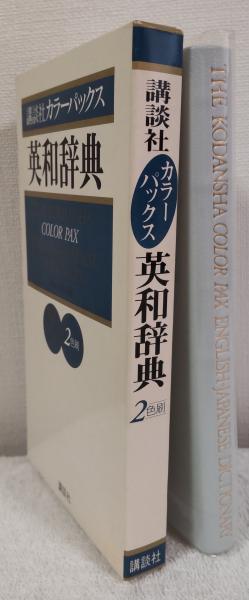 講談社カラーパックス
英和辞典
COLOR PAX
2色刷
講談社
講談社
カラー
パックス
英和辞典
2色刷
講談社
THE KODANSHA COLOR PAX ENGLISH-JAPANESE DICTIONARY